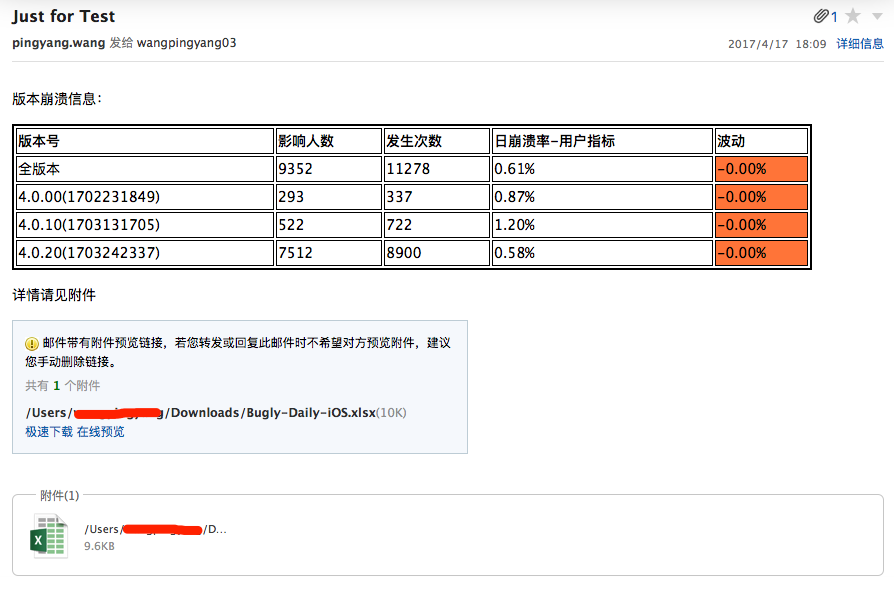 Just for Test
1
pingyang.wang 发给 wangpingyang03
2017/4/17 18:09 详细信息
版本崩溃信息：
版本号 影响人数 发生次数 日崩溃率-用户指标 波动
全版本 9352 11278 0.61% -0.00%
4.0.00(1702231849) 293 337 0.87% -0.00%
4.0.10(1703131705) 522 722 1.20% -0.00%
4.0.20(1703242337) 7512 8900 0.58% -0.00%
详情请见附件
邮件带有附件预览链接，若您转发或回复此邮件时不希望对方预览附件，建议
您手动删除链接。
共有 1 个附件
/Users/ g/Downloads/Bugly-Daily-iOS.xlsx(10K)
极速下载 在线预览
附件(1)
/Users/ /D...
9.6KB